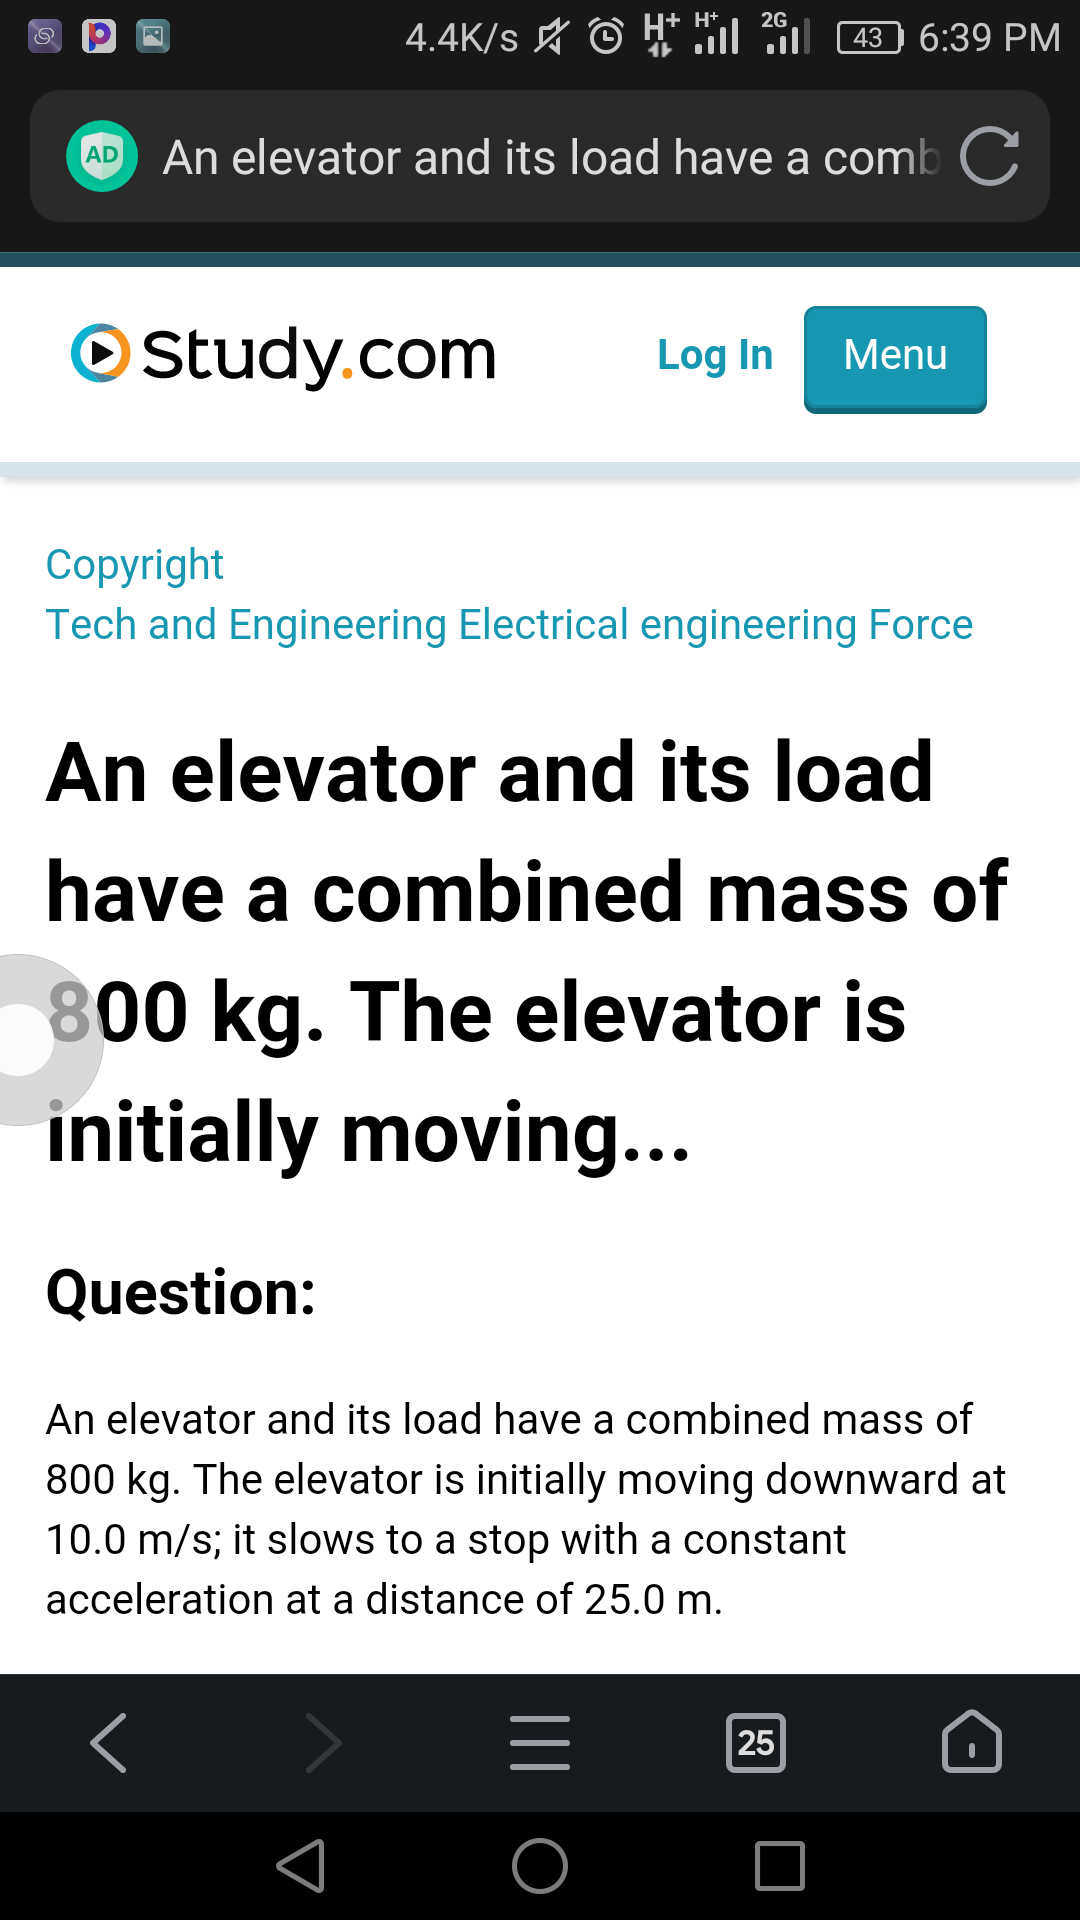 4.4K/s H+ H+ 2G 43 6:39 PM
AD An elevator and its load have a comb
Study.com Log In Menu
Copyright
Tech and Engineering Electrical engineering Force
An elevator and its load
have a combined mass of
800 kg. The elevator is
initially moving...
Question:
An elevator and its load have a combined mass of
800 kg. The elevator is initially moving downward at
10.0 m/s; it slows to a stop with a constant
acceleration at a distance of 25.0 m.
25